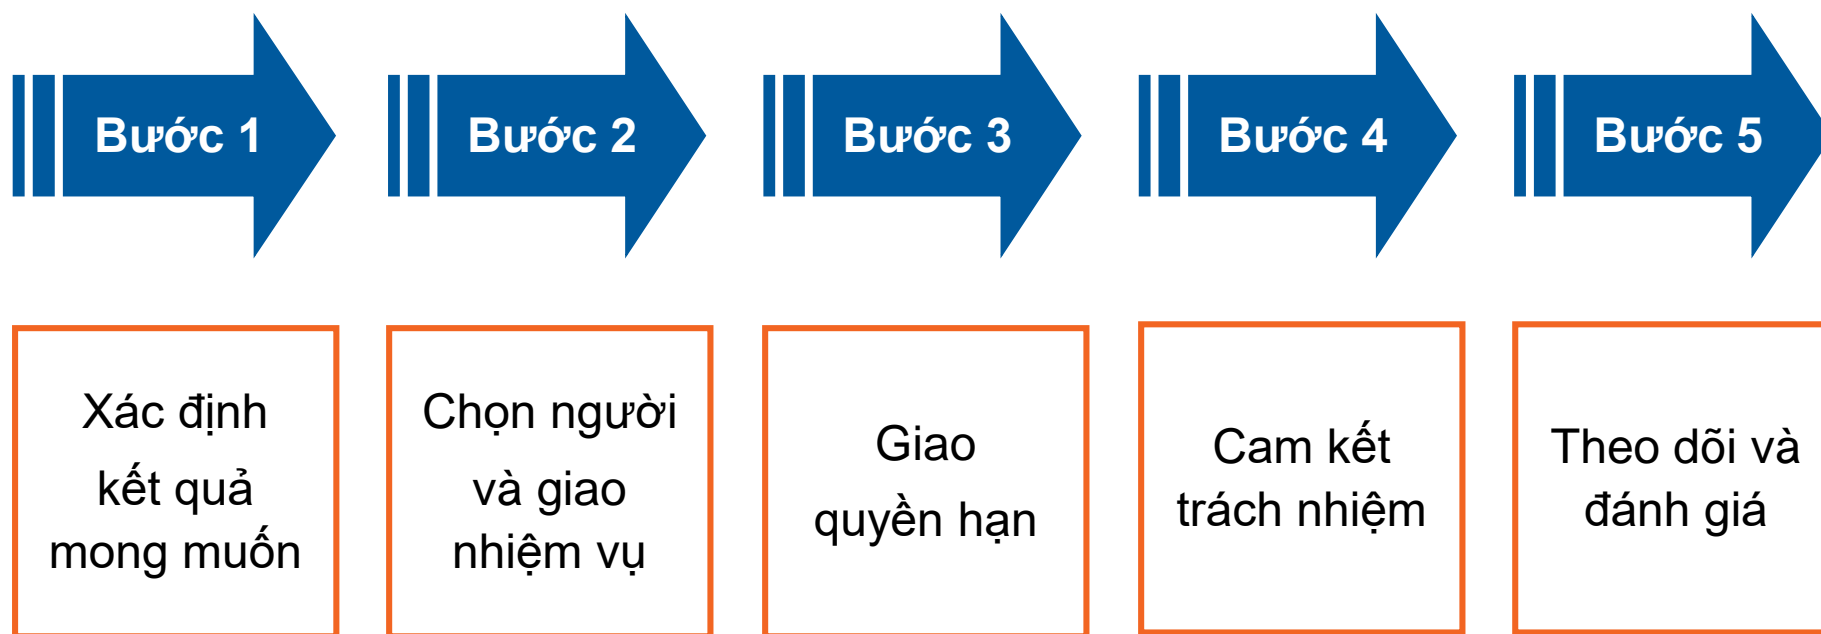 Bước 1
Bước 2
Bước 3
Bước 4
Bước 5
Xác định
kết quả
mong muốn
Chọn người
và giao
nhiệm vụ
Giao
quyền hạn
Cam kết
trách nhiệm
Theo dõi và
đánh giá